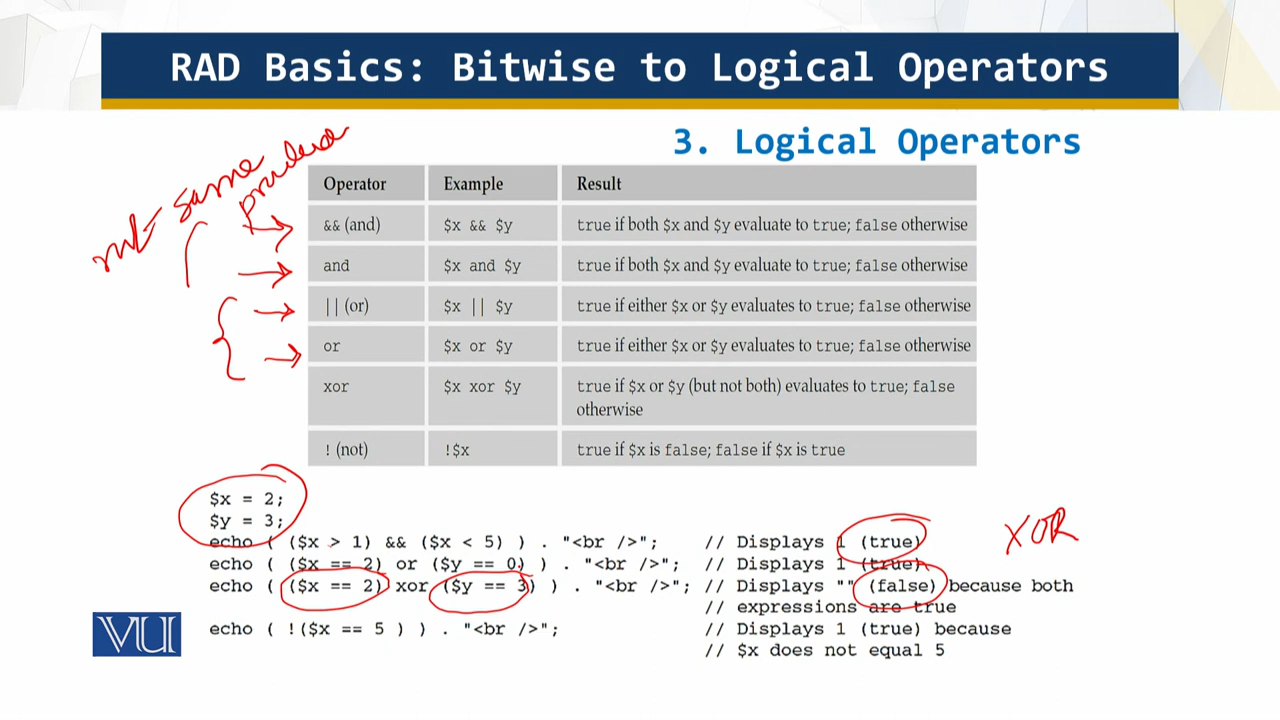 RAD Basics: Bitwise to Logical Operators
3. Logical Operators
not same
Operator Example Result
&& (and) $x && $y true if both $x and $y evaluate to true; false otherwise
and $x and $y true if both $x and $y evaluate to true; false otherwise
|| (or) $x || $y true if either $x or $y evaluates to true; false otherwise
or $x or $y true if either $x or $y evaluates to true; false otherwise
xor $x xor $y true if $x or $y (but not both) evaluates to true; false
otherwise
! (not) !$x true if $x is false; false if $x is true
$x = 2;
$y = 3;
echo ( ($x > 1) && ($x < 5) ) . "<br />"; // Displays 1 (true)
echo ( ($x == 2) or ($y == 0) ) . "<br />"; // Displays 1 (true)
echo ( ($x == 2) xor ($y == 3) ) . "<br />"; // Displays "" (false) because both
// expressions are true
echo ( !($x == 5 ) ) . "<br />"; // Displays 1 (true) because
// $x does not equal 5
XOR
VU